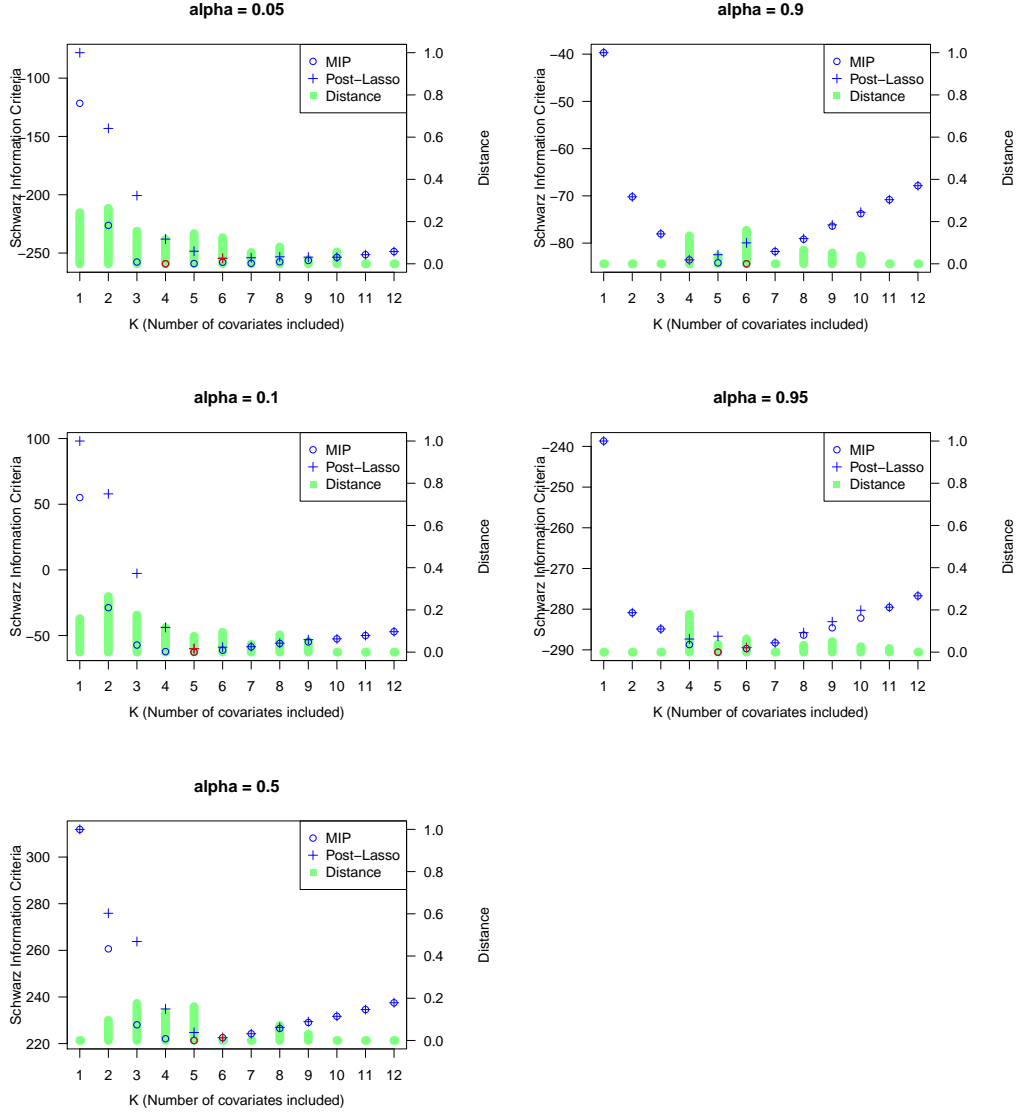 alpha = 0.05
Schwarz Information Criteria
−100
−150
−200
−250
1 2 3 4 5 6 7 8 9 10 11 12
K (Number of covariates included)
1.0
0.8
0.6
0.4
0.2
0.0
Distance
MIP
Post−Lasso
Distance
alpha = 0.9
Schwarz Information Criteria
−40
−50
−60
−70
−80
1 2 3 4 5 6 7 8 9 10 11 12
K (Number of covariates included)
1.0
0.8
0.6
0.4
0.2
0.0
Distance
MIP
Post−Lasso
Distance
alpha = 0.1
Schwarz Information Criteria
100
50
0
−50
1 2 3 4 5 6 7 8 9 10 11 12
K (Number of covariates included)
1.0
0.8
0.6
0.4
0.2
0.0
Distance
MIP
Post−Lasso
Distance
alpha = 0.95
Schwarz Information Criteria
−240
−250
−260
−270
−280
−290
1 2 3 4 5 6 7 8 9 10 11 12
K (Number of covariates included)
1.0
0.8
0.6
0.4
0.2
0.0
Distance
MIP
Post−Lasso
Distance
alpha = 0.5
Schwarz Information Criteria
300
280
260
240
220
1 2 3 4 5 6 7 8 9 10 11 12
K (Number of covariates included)
1.0
0.8
0.6
0.4
0.2
0.0
Distance
MIP
Post−Lasso
Distance